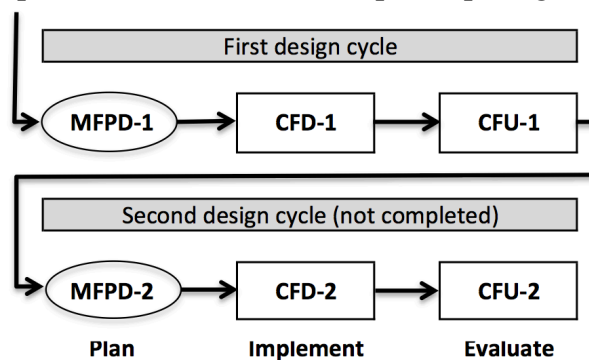 First design cycle
MFPD-1 CFD-1 CFU-1
Second design cycle (not completed)
MFPD-2 CFD-2 CFU-2
Plan Implement Evaluate